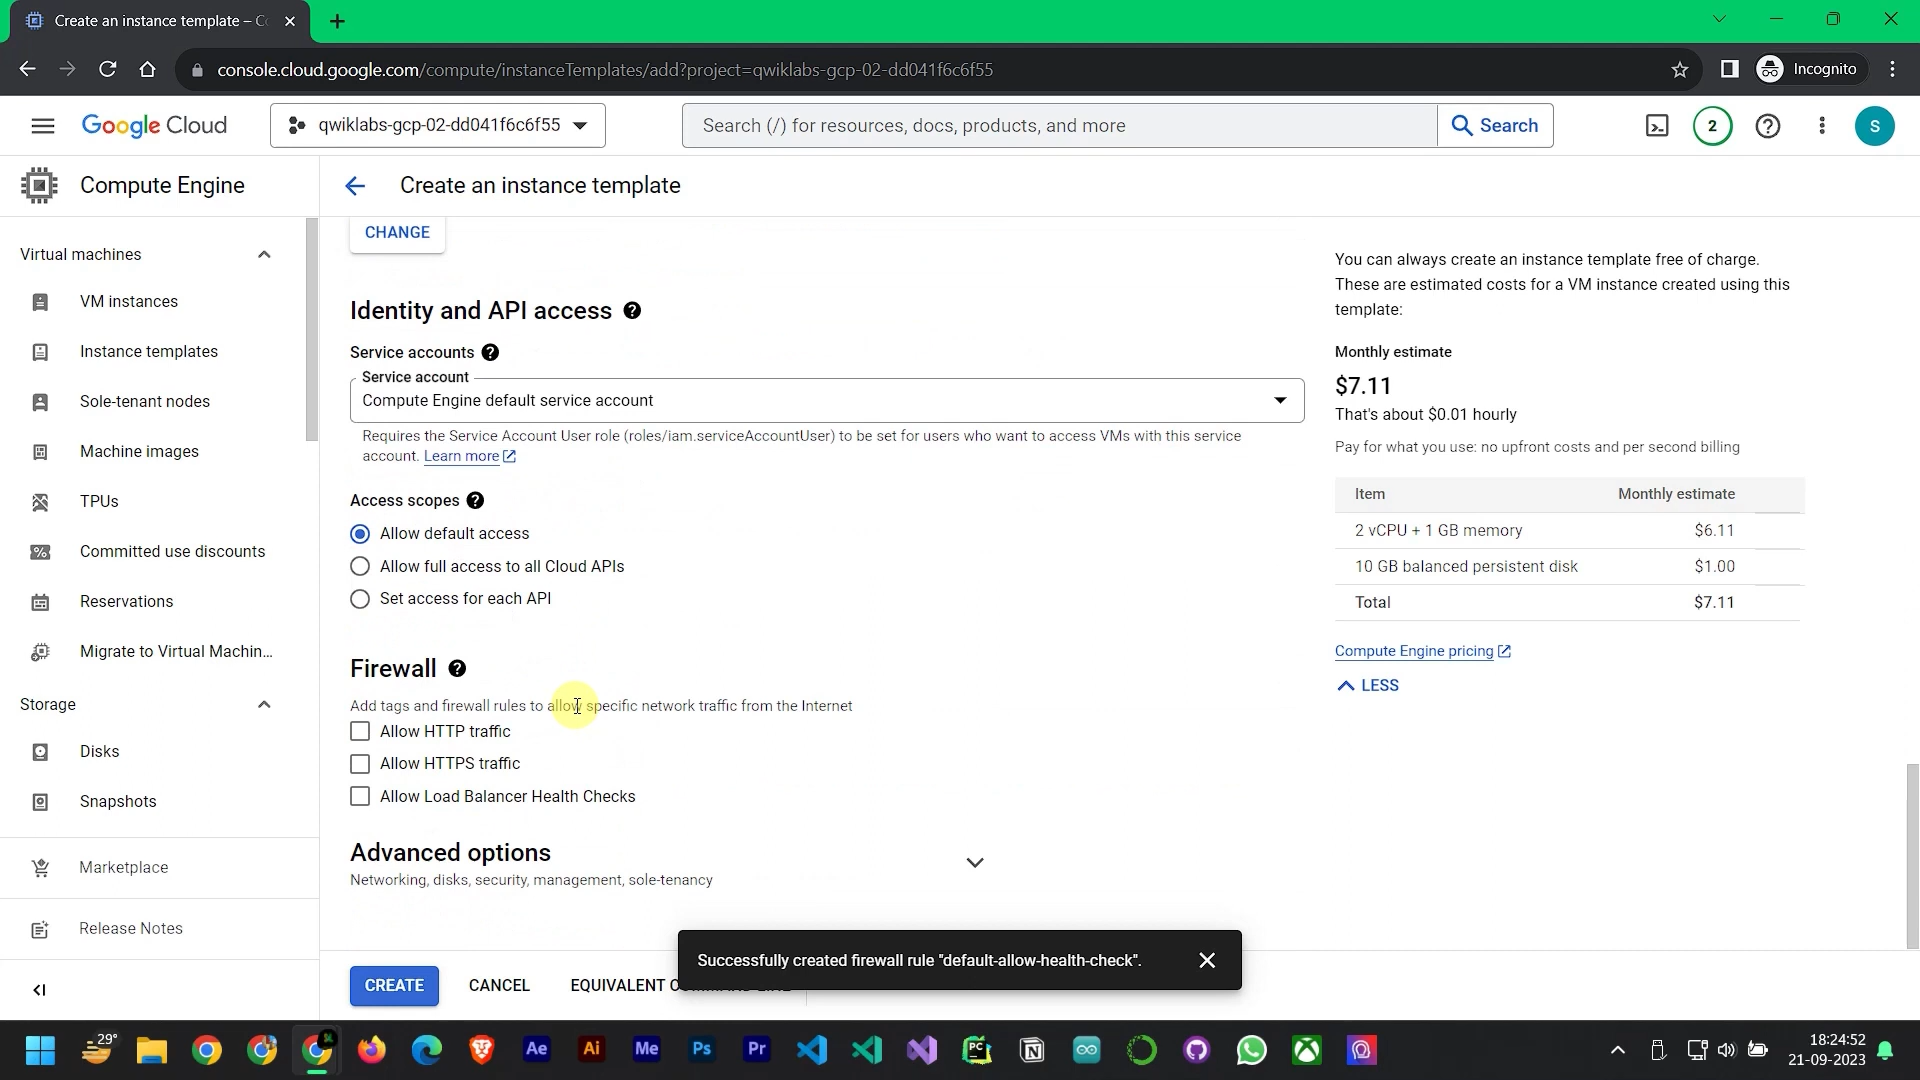 Create an instance template – Co
console.cloud.google.com/compute/instanceTemplates/add?project=qwiklabs-gcp-02-dd041f6c6f55
Incognito
Google Cloud
qwiklabs-gcp-02-dd041f6c6f55
Search (/) for resources, docs, products, and more
Search
2
S
Compute Engine
Create an instance template
Virtual machines
VM instances
Instance templates
Sole-tenant nodes
Machine images
TPUs
Committed use discounts
Reservations
Migrate to Virtual Machin...
Storage
Disks
Snapshots
Marketplace
Release Notes
CHANGE
Identity and API access
Service accounts
Service account
Compute Engine default service account
Requires the Service Account User role (roles/iam.serviceAccountUser) to be set for users who want to access VMs with this service
account. Learn more
Access scopes
Allow default access
Allow full access to all Cloud APIs
Set access for each API
Firewall
Add tags and firewall rules to allow specific network traffic from the Internet
Allow HTTP traffic
Allow HTTPS traffic
Allow Load Balancer Health Checks
Advanced options
Networking, disks, security, management, sole-tenancy
You can always create an instance template free of charge.
These are estimated costs for a VM instance created using this
template:
Monthly estimate
$7.11
That's about $0.01 hourly
Pay for what you use: no upfront costs and per second billing
Item Monthly estimate
2 vCPU + 1 GB memory $6.11
10 GB balanced persistent disk $1.00
Total $7.11
Compute Engine pricing
LESS
Successfully created firewall rule "default-allow-health-check".
CREATE
CANCEL
EQUIVALENT
29°
Ae
Ai
Me
Ps
Pr
PC
18:24:52
21-09-2023